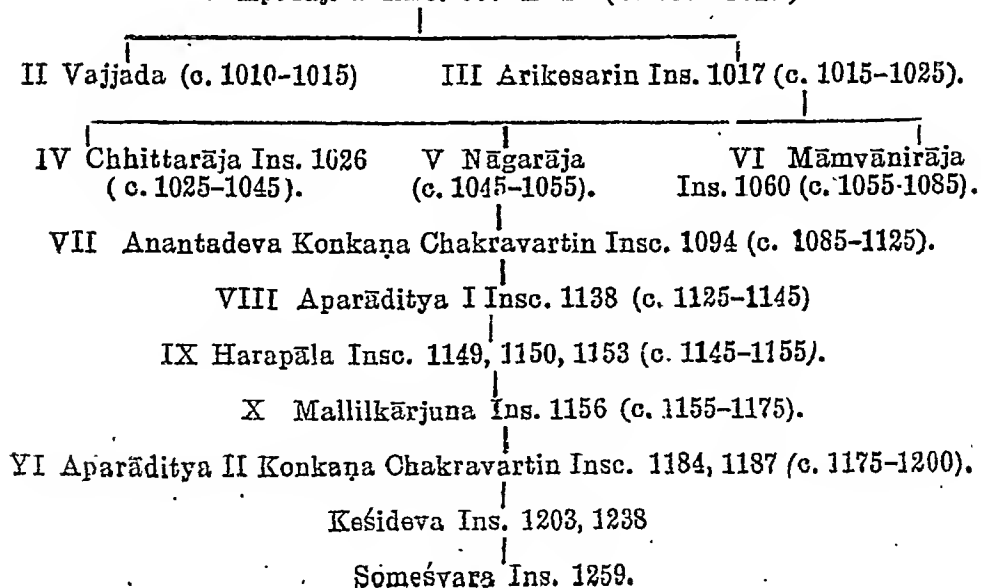 II Vajjada (c. 1010-1015) III Arikesarin Ins. 1017 (c. 1015-1025).
IV Chhittarāja Ins. 1026 V Nāgarāja VI Māmvānirāja
(c. 1025-1045). (c. 1045-1055). Ins. 1060 (c. 1055-1085).
VII Anantadeva Konkaṇa Chakravartin Insc. 1094 (c. 1085-1125).
VIII Aparāditya I Insc. 1138 (c. 1125-1145)
IX Harapāla Insc. 1149, 1150, 1153 (c. 1145-1155).
X Mallilkārjuna Ins. 1156 (c. 1155-1175).
YI Aparāditya II Konkaṇa Chakravartin Insc. 1184, 1187 (c. 1175-1200).
Keśideva Ins. 1203, 1238
Someśvara Ins. 1259.